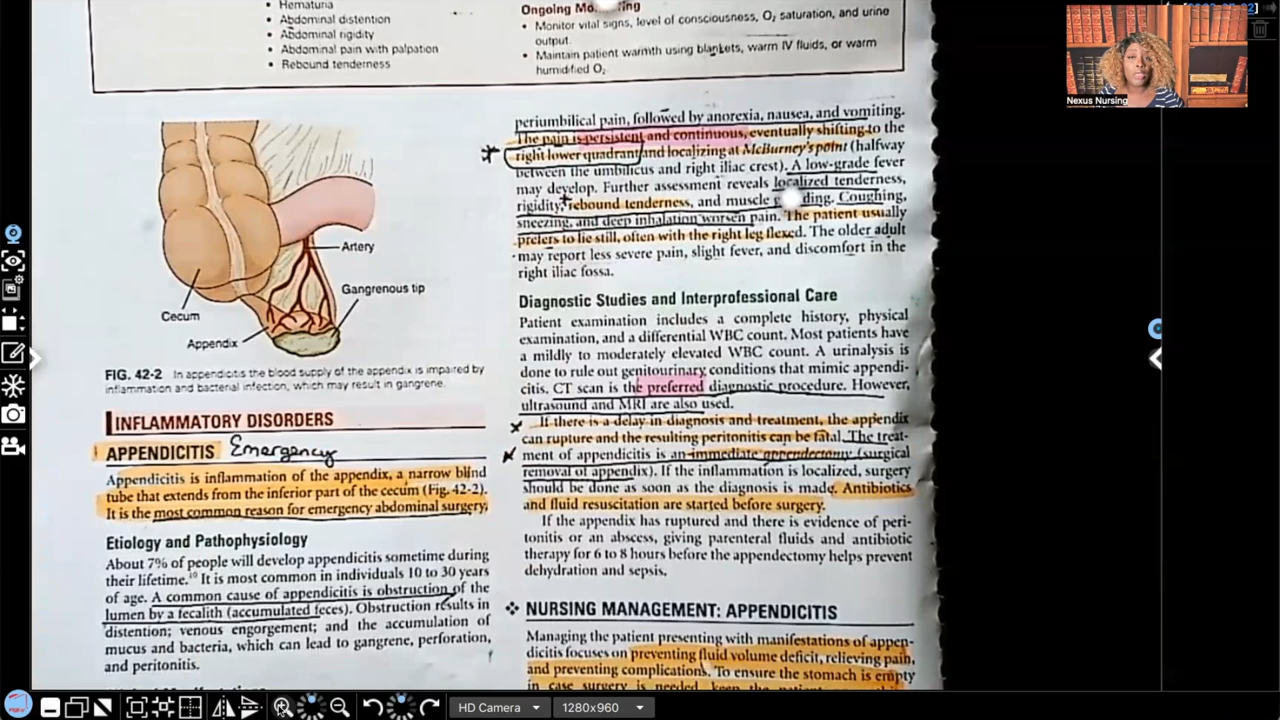 Hematuria
Abdominal distention
Abdominal rigidity
Abdominal pain with palpation
Rebound tenderness
Ongoing
• Monitor vital signs, level of consciousness, O₂ saturation, and urine
output.
• Maintain patient warmth using blankets, warm IV fluids, or warm
humidified O₂
Nexus Nursing
Artery
Gangrenous tip
Cecum
Appendix
FIG. 42-2 In appendicitis the blood supply of the appendix is impaired by
inflammation and bacterial infection, which may result in gangrene.
INFLAMMATORY DISORDERS
APPENDICITIS Emergency
Appendicitis is inflammation of the appendix, a narrow blind
tube that extends from the inferior part of the cecum (Fig. 42-2).
It is the most common reason for emergency abdominal surgery.
Etiology and Pathophysiology
About 7% of people will develop appendicitis sometime during
their lifetime.¹⁰ It is most common in individuals 10 to 30 years
of age. A common cause of appendicitis is obstruction of the
lumen by a fecalith (accumulated feces). Obstruction results in
distention; venous engorgement; and the accumulation of
mucus and bacteria, which can lead to gangrene, perforation,
and peritonitis.
periumbilical pain, followed by anorexia, nausea, and vomiting.
The pain is persistent and continuous, eventually shifting to the
right lower quadrant and localizing at McBurney's point (halfway
between the umbilicus and right iliac crest). A low-grade fever
may develop. Further assessment reveals localized tenderness,
rigidity, rebound tenderness, and muscle Coughing,
sneezing, and deep inhalation worsen pain. The patient usually
prefers to lie still, often with the right leg flexed. The older adult
may report less severe pain, slight fever, and discomfort in the
right iliac fossa.
Diagnostic Studies and Interprofessional Care
Patient examination includes a complete history, physical
examination, and a differential WBC count. Most patients have
a mildly to moderately elevated WBC count. A urinalysis is
done to rule out genitourinary conditions that mimic appendi-
citis. CT scan is the preferred diagnostic procedure. However,
ultrasound and MRI are also used.
If there is a delay in diagnosis and treatment, the appendix
can rupture and the resulting peritonitis can be fatal. The treat-
ment of appendicitis is an immediate appendectomy (surgical
removal of appendix). If the inflammation is localized, surgery
should be done as soon as the diagnosis is made. Antibiotics
and fluid resuscitation are started before surgery.
If the appendix has ruptured and there is evidence of peri-
tonitis or an abscess, giving parenteral fluids and antibiotic
therapy for 6 to 8 hours before the appendectomy helps prevent
dehydration and sepsis.
NURSING MANAGEMENT: APPENDICITIS
Managing the patient presenting with manifestations of appen-
dicitis focuses on preventing fluid volume deficit, relieving pain,
and preventing complications. To ensure the stomach is empty
in case surgery is needed, keep the patient
HD Camera
1280x960